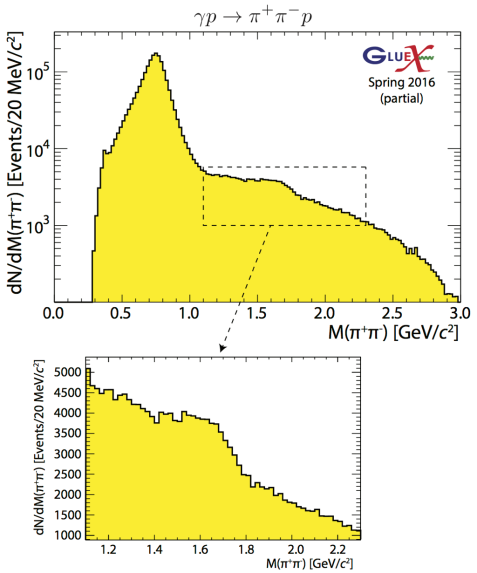 γp → π⁺π⁻p
dN/dM(π⁺π⁻) [Events/20 MeV/c²]
10⁵
10⁴
10³
GLUEX
Spring 2016
(partial)
0.0 0.5 1.0 1.5 2.0 2.5 3.0
M(π⁺π⁻) [GeV/c²]
dN/dM(π⁺π⁻) [Events/20 MeV/c²]
5000
4500
4000
3500
3000
2500
2000
1500
1000
1.2 1.4 1.6 1.8 2.0 2.2
M(π⁺π⁻) [GeV/c²]